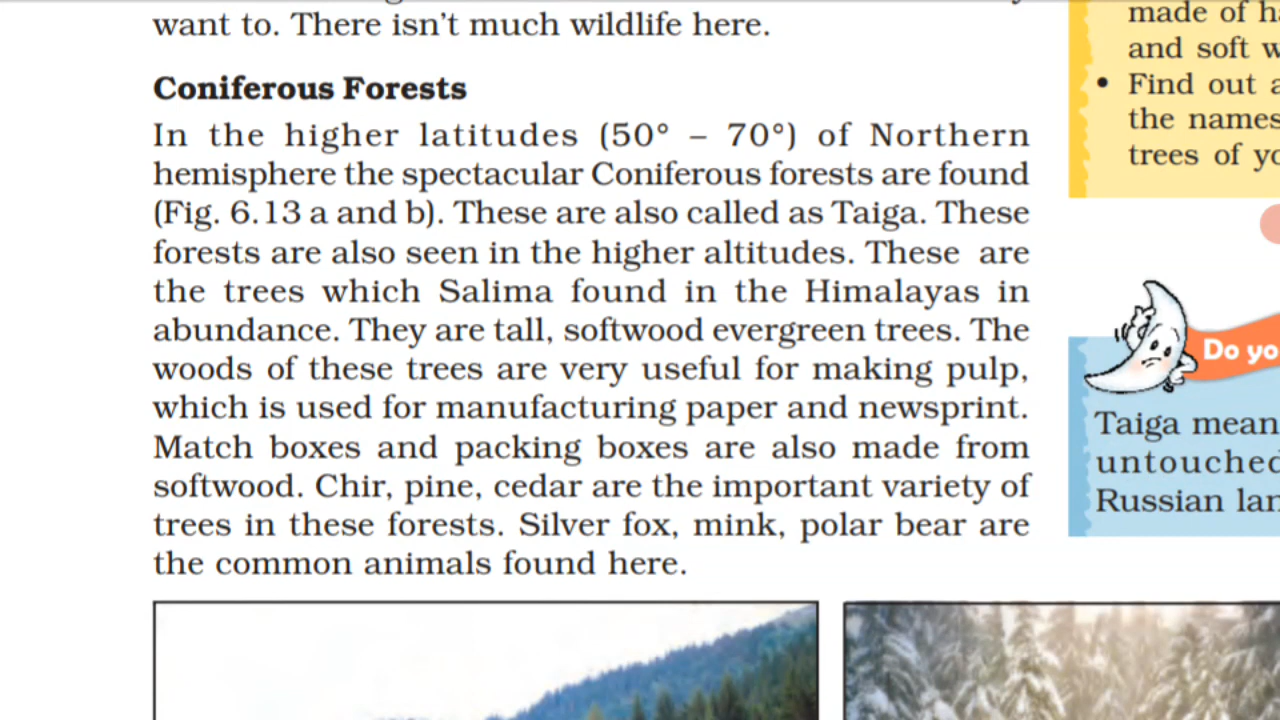 want to. There isn't much wildlife here.
Coniferous Forests
In the higher latitudes (50° – 70°) of Northern
hemisphere the spectacular Coniferous forests are found
(Fig. 6.13 a and b). These are also called as Taiga. These
forests are also seen in the higher altitudes. These are
the trees which Salima found in the Himalayas in
abundance. They are tall, softwood evergreen trees. The
woods of these trees are very useful for making pulp,
which is used for manufacturing paper and newsprint.
Match boxes and packing boxes are also made from
softwood. Chir, pine, cedar are the important variety of
trees in these forests. Silver fox, mink, polar bear are
the common animals found here.
made of
and soft
• Find out
the names
trees of
Do
Taiga
untouched
Russian